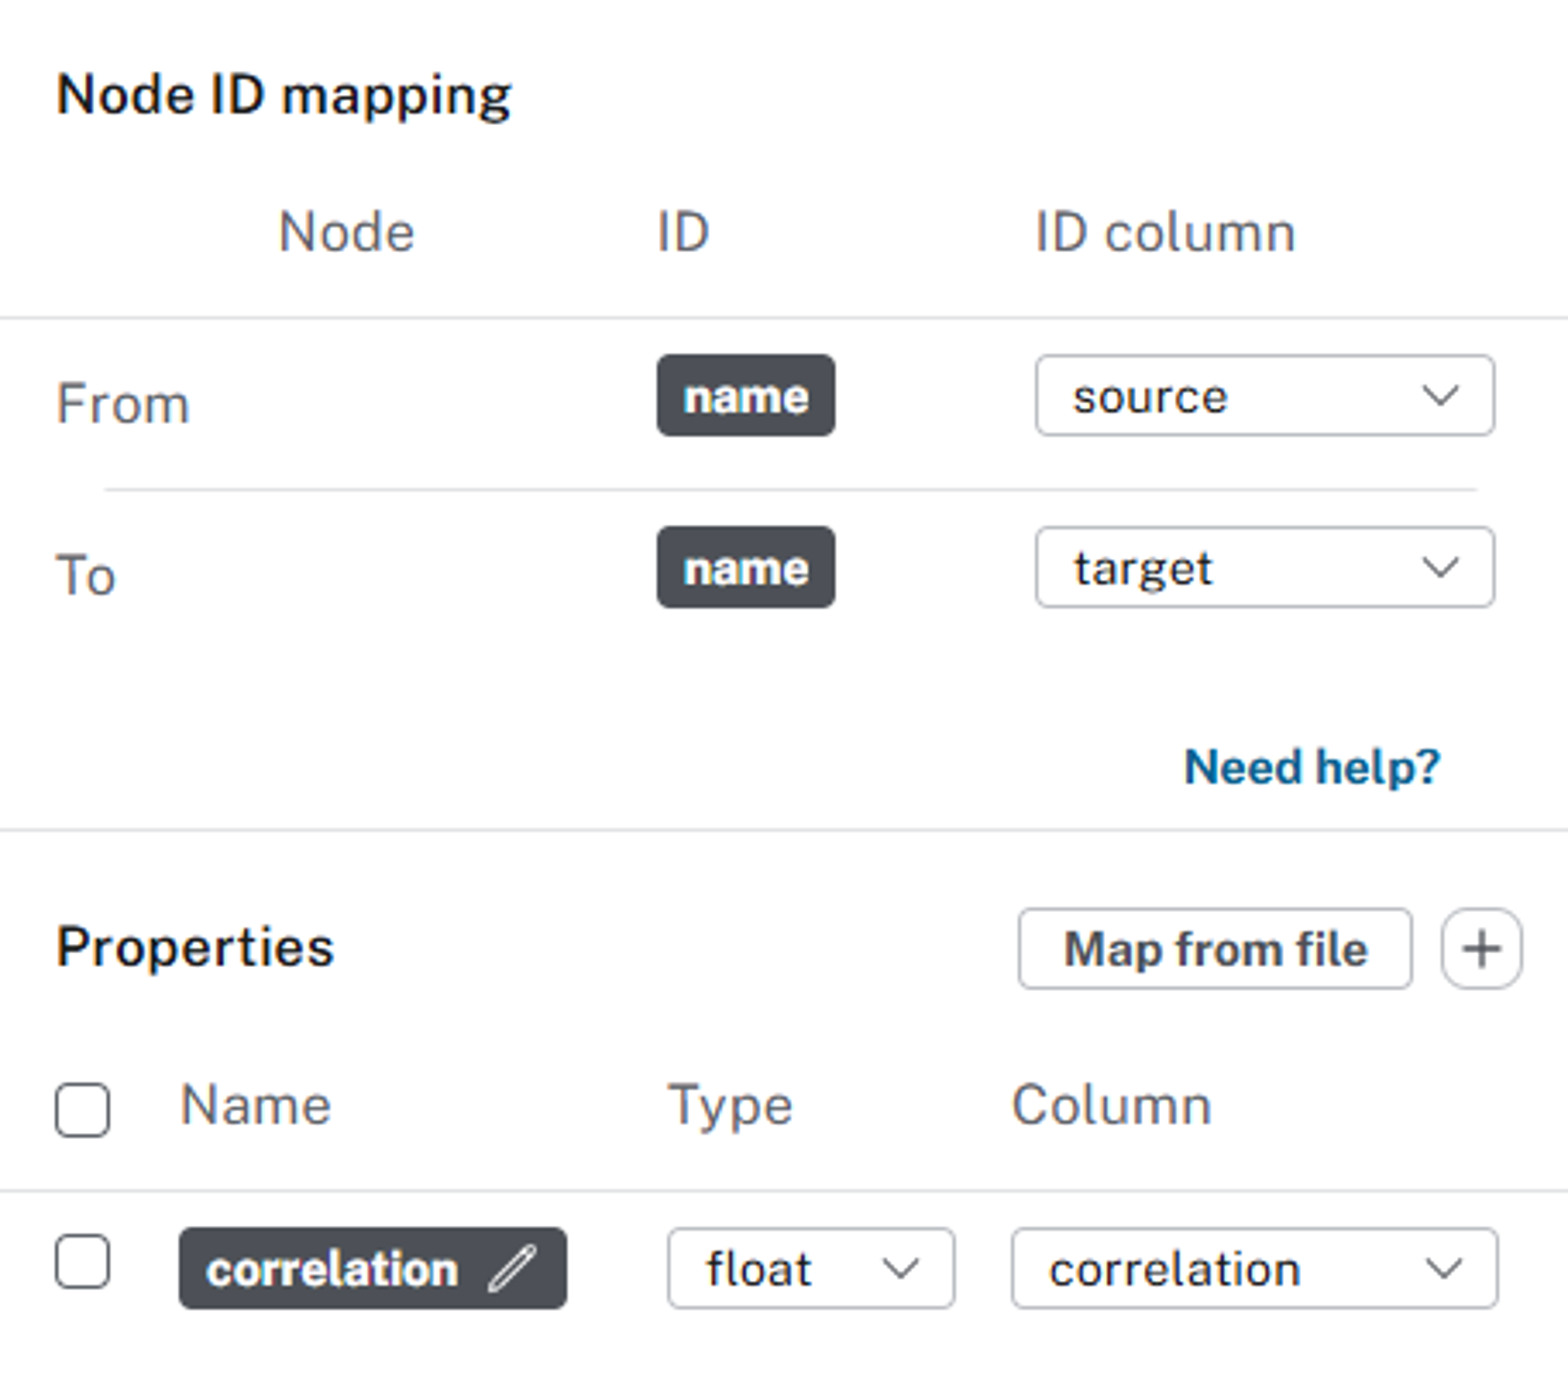 Node ID mapping
Node ID ID column
From name source
To name target
Need help?
Properties Map from file
Name Type Column
correlation float correlation